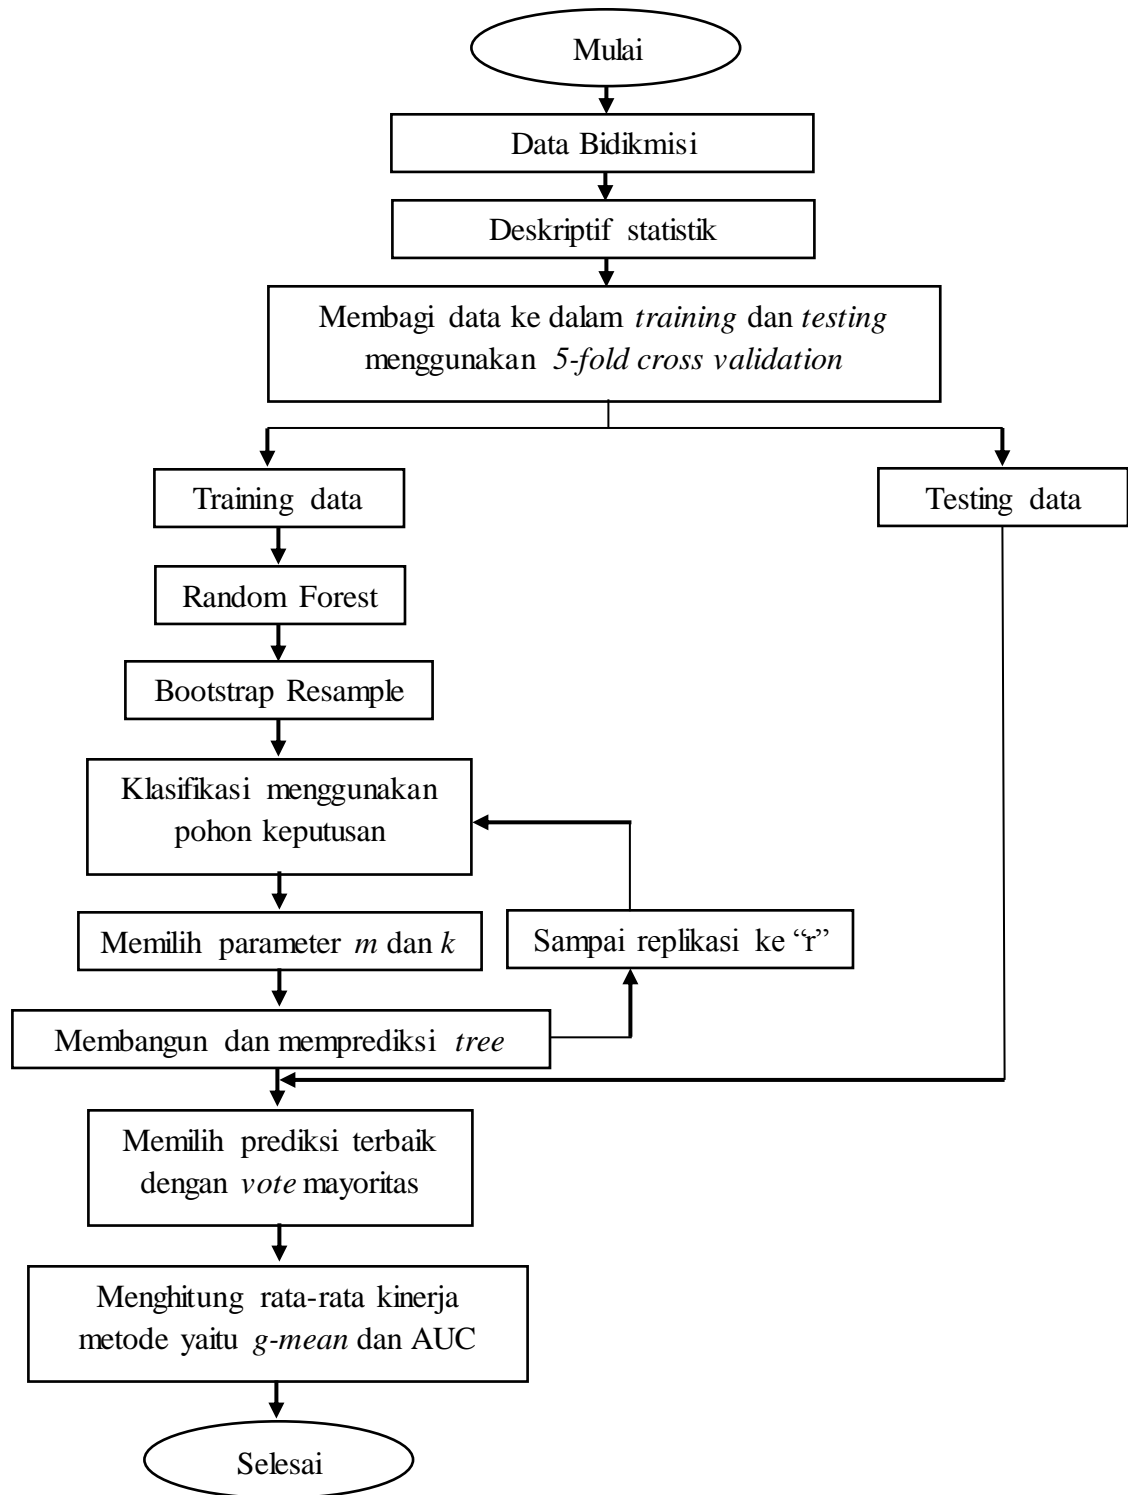 Mulai
Data Bidikmisi
Deskriptif statistik
Membagi data ke dalam training dan testing
menggunakan 5-fold cross validation
Training data
Testing data
Random Forest
Bootstrap Resample
Klasifikasi menggunakan
pohon keputusan
Memilih parameter m dan k
Sampai replikasi ke “r”
Membangun dan memprediksi tree
Memilih prediksi terbaik
dengan vote mayoritas
Menghitung rata-rata kinerja
metode yaitu g-mean dan AUC
Selesai